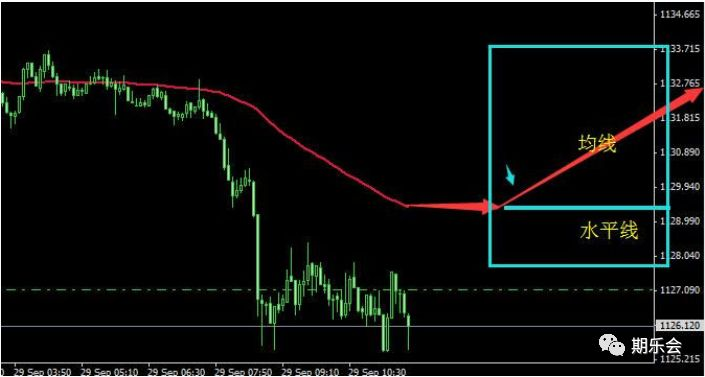 1134.665
1133.715
1132.765
1131.815
1130.890
1129.940
1128.990
1128.040
1127.090
1126.120
1125.215
均线
水平线
期乐会
29 Sep 03:50
29 Sep 05:10
29 Sep 06:30
29 Sep 07:50
29 Sep 09:10
29 Sep 10:30